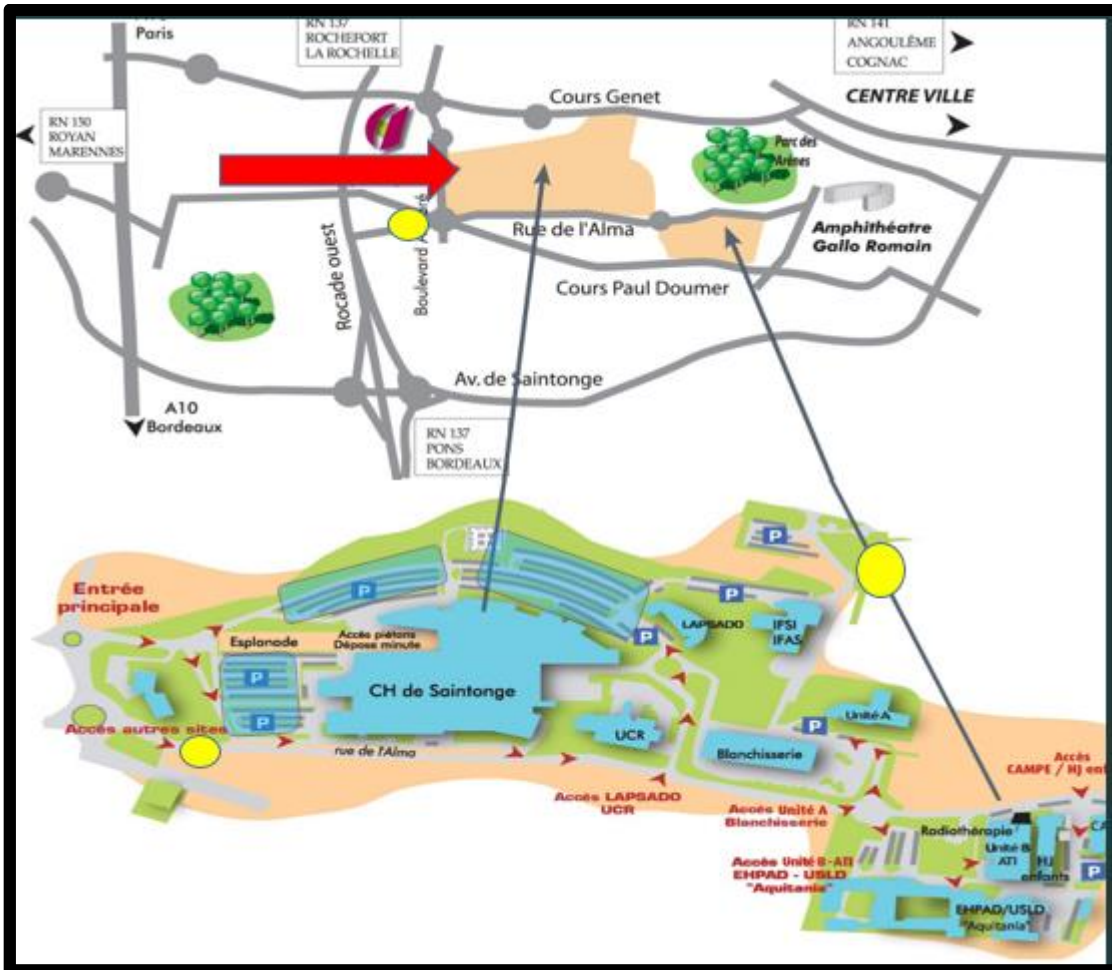 Paris
RN 137
ROCHEFORT
LA ROCHELLE
RN 141
ANGOULÊME
COGNAC
Cours Genet
CENTRE VILLE
RN 150
ROYAN
MARENNES
Parc des
Arènes
Rue de l'Alma
Amphithéatre
Gallo Romain
Rocade ouest
Boulevard
Cours Paul Doumer
Av. de Saintonge
A10
Bordeaux
RN 137
PONS
BORDEAUX
P
Entrée
principale
P
P
LAPSADO
IFSI
IFAS
Esplanade
Accès piétons
Dépose minute
P
P
CH de Saintonge
P
Accès autres sites
P
rue de l'Alma
UCR
Unité A
P
Blanchisserie
Accès LAPSADO
UCR
Accès Unité A
Blanchisserie
Accès
CAMPE / HJ
Radiothérapie
Unité B
ATI
HJ
enfants
CA
P
Accès Unité B - ATI
EHPAD - USLD
"Aquitania"
EHPAD/USLD
"Aquitania"